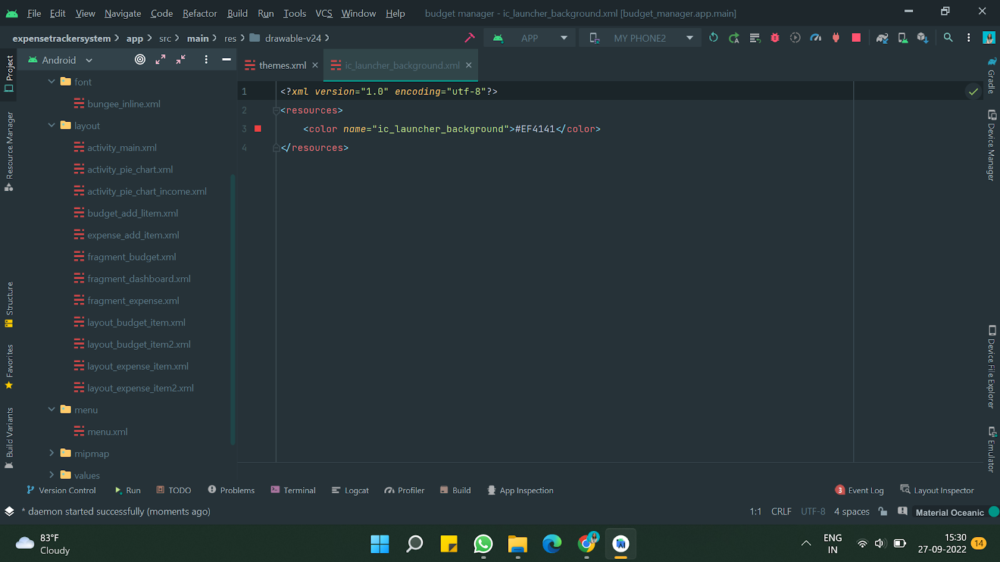 File Edit View Navigate Code Refactor Build Run Tools VCS Window Help budget manager - ic_launcher_background.xml [budget_manager.app.main]
expensetrackersystem app src main res drawable-v24 APP MY PHONE2
Project
Android
themes.xml
ic_launcher_background.xml
Gradle
font
bungee_inline.xml
layout
activity_main.xml
activity_pie_chart.xml
activity_pie_chart_income.xml
budget_add_litem.xml
expense_add_item.xml
fragment_budget.xml
fragment_dashboard.xml
fragment_expense.xml
layout_budget_item.xml
layout_budget_item2.xml
layout_expense_item.xml
layout_expense_item2.xml
menu
menu.xml
mipmap
values
1 <?xml version="1.0" encoding="utf-8"?>
2 <resources>
3 <color name="ic_launcher_background">#EF4141</color>
4 </resources>
Resource Manager
Structure
Favorites
Build Variants
Device Manager
Device File Explorer
Emulator
Version Control Run TODO Problems Terminal Logcat Profiler Build App Inspection 3 Event Log Layout Inspector
* daemon started successfully (moments ago) 1:1 CRLF UTF-8 4 spaces Material Oceanic
83°F
Cloudy
ENG
IN
15:30
27-09-2022
14